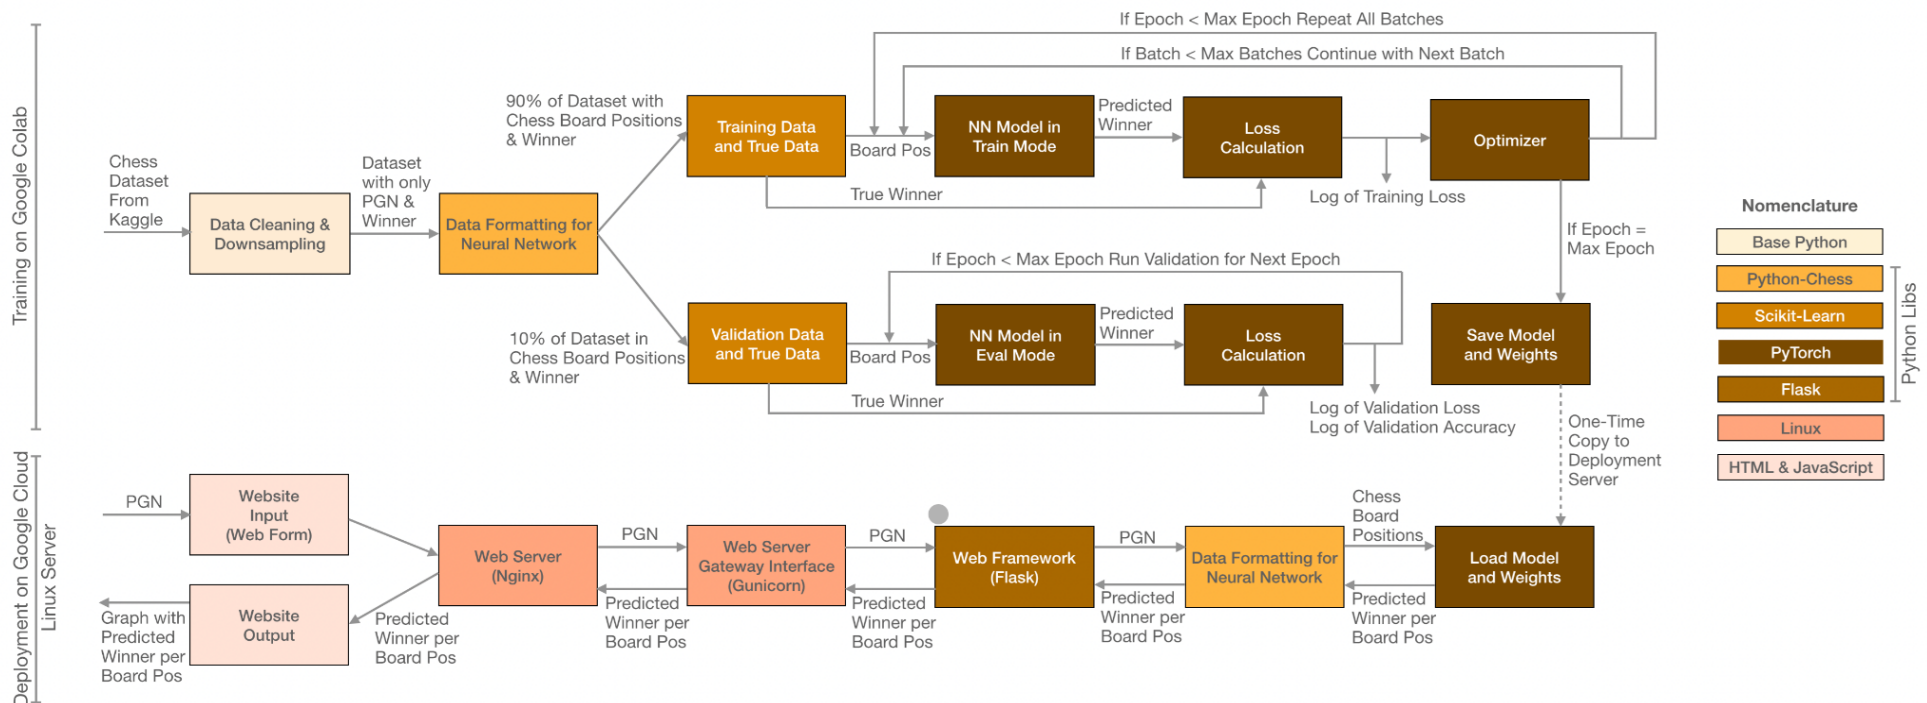 If Epoch < Max Epoch Repeat All Batches
If Batch < Max Batches Continue with Next Batch
Training on Google Colab
Chess
Dataset
From
Kaggle
Data Cleaning &
Downsampling
Dataset
with only
PGN &
Winner
Data Formatting for
Neural Network
90% of Dataset with
Chess Board Positions
& Winner
Training Data
and True Data
Board Pos
True Winner
NN Model in
Train Mode
Predicted
Winner
Loss
Calculation
Log of Training Loss
Optimizer
If Epoch =
Max Epoch
If Epoch < Max Epoch Run Validation for Next Epoch
10% of Dataset in
Chess Board Positions
& Winner
Validation Data
and True Data
Board Pos
True Winner
NN Model in
Eval Mode
Predicted
Winner
Loss
Calculation
Log of Validation Loss
Log of Validation Accuracy
Save Model
and Weights
One-Time
Copy to
Deployment
Server
Nomenclature
Base Python
Python-Chess
Scikit-Learn
PyTorch
Flask
Linux
HTML & JavaScript
Python Libs
Deployment on Google Cloud
Linux Server
PGN
Website
Input
(Web Form)
Graph with
Predicted
Winner per
Board Pos
Website
Output
Predicted
Winner per
Board Pos
Web Server
(Nginx)
PGN
Predicted
Winner per
Board Pos
Web Server
Gateway Interface
(Gunicorn)
PGN
Predicted
Winner per
Board Pos
Web Framework
(Flask)
PGN
Predicted
Winner per
Board Pos
Data Formatting for
Neural Network
Chess
Board
Positions
Predicted
Winner per
Board Pos
Load Model
and Weights